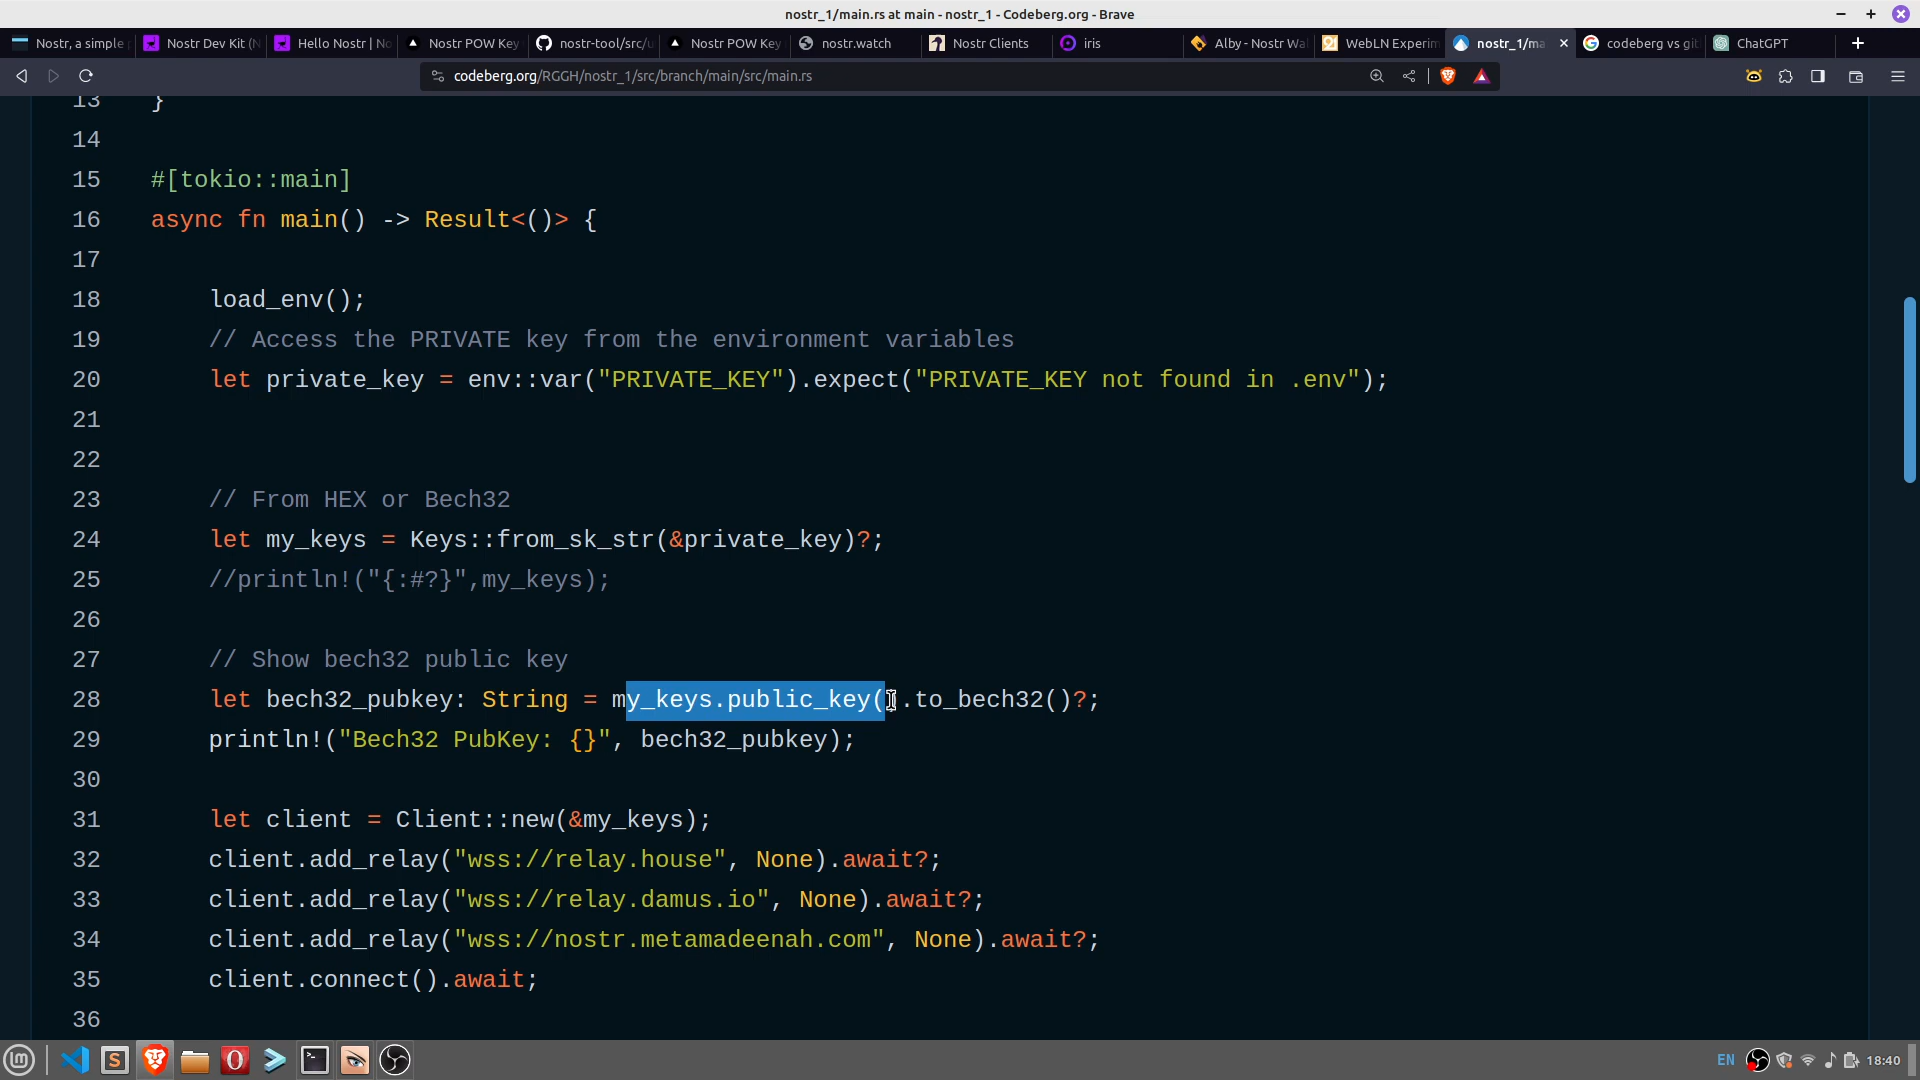 nostr_1/main.rs at main - nostr_1 - Codeberg.org - Brave
Nostr, a simple
Nostr Dev Kit (N
Hello Nostr | No
Nostr POW Key
nostr-tool/src/u
Nostr POW Key
nostr.watch
Nostr Clients
iris
Alby - Nostr Wa
WebLN Experim
nostr_1/ma
codeberg vs git
ChatGPT
codeberg.org/RGGH/nostr_1/src/branch/main/src/main.rs
13 }
14
15 #[tokio::main]
16 async fn main() -> Result<()> {
17
18 load_env();
19 // Access the PRIVATE key from the environment variables
20 let private_key = env::var("PRIVATE_KEY").expect("PRIVATE_KEY not found in .env");
21
22
23 // From HEX or Bech32
24 let my_keys = Keys::from_sk_str(&private_key)?;
25 //println!("{:#?}",my_keys);
26
27 // Show bech32 public key
28 let bech32_pubkey: String = my_keys.public_key().to_bech32()?;
29 println!("Bech32 PubKey: {}", bech32_pubkey);
30
31 let client = Client::new(&my_keys);
32 client.add_relay("wss://relay.house", None).await?;
33 client.add_relay("wss://relay.damus.io", None).await?;
34 client.add_relay("wss://nostr.metamadeenah.com", None).await?;
35 client.connect().await;
36
EN
18:40